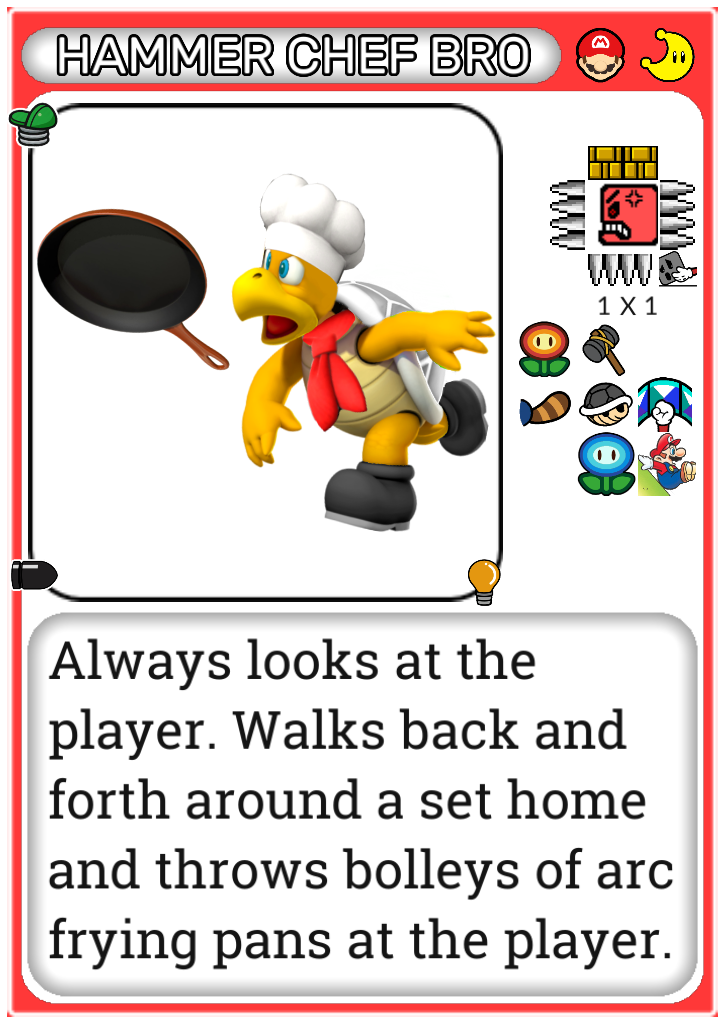 HAMMER CHEF BRO
1 X 1
Always looks at the
player. Walks back and
forth around a set home
and throws bolleys of arc
frying pans at the player.